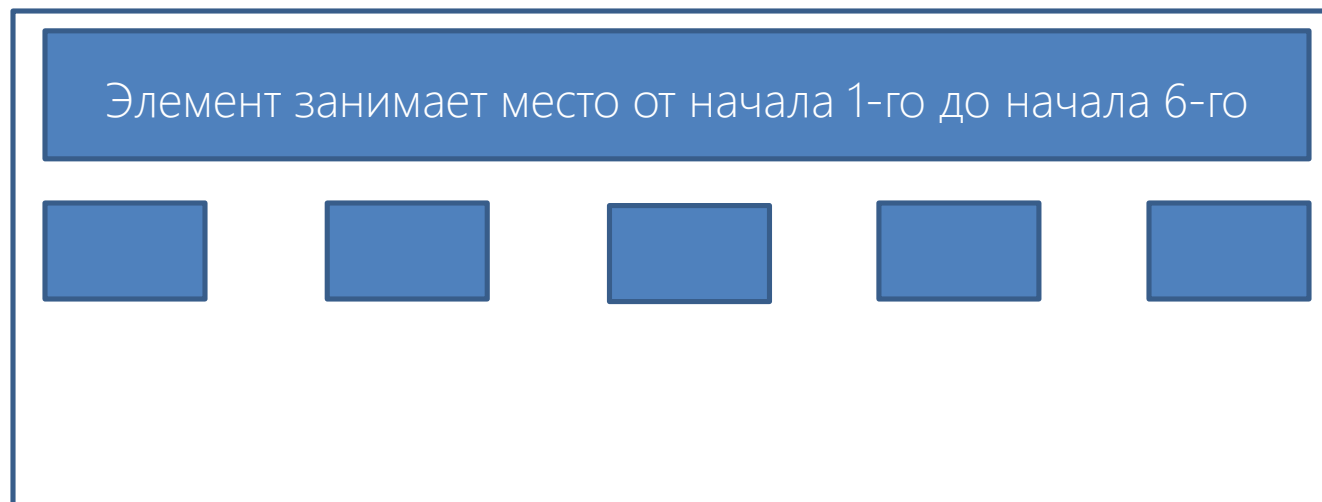 Элемент занимает место от начала 1-го до начала 6-го